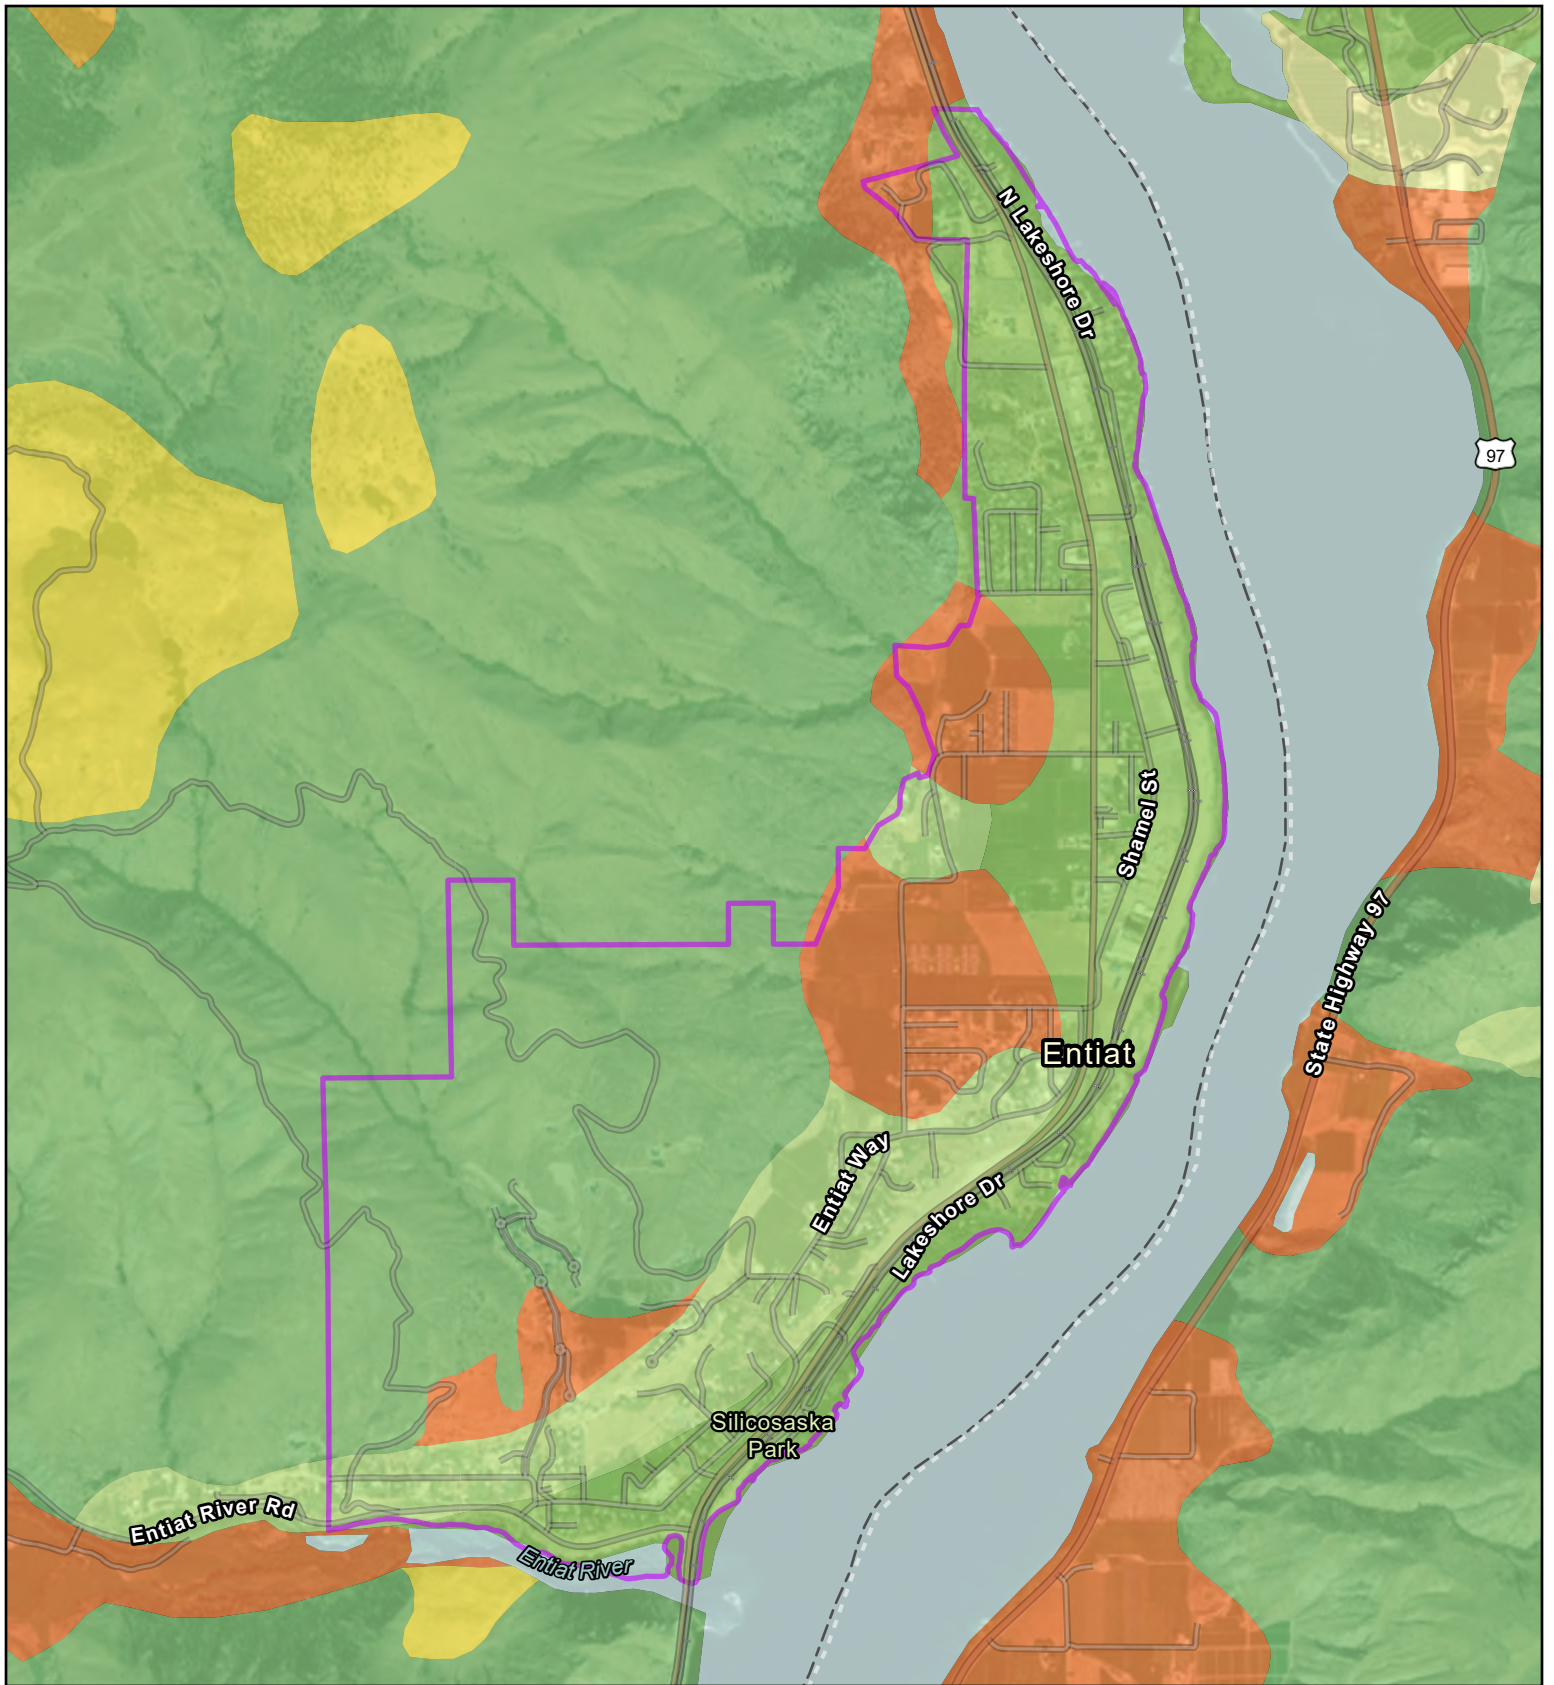 N Lakeshore Dr
97
Shamel St
State Highway 97
Entiat
Entiat Way
Lakeshore Dr
Silicosaska
Park
Entiat River Rd
Entiat River